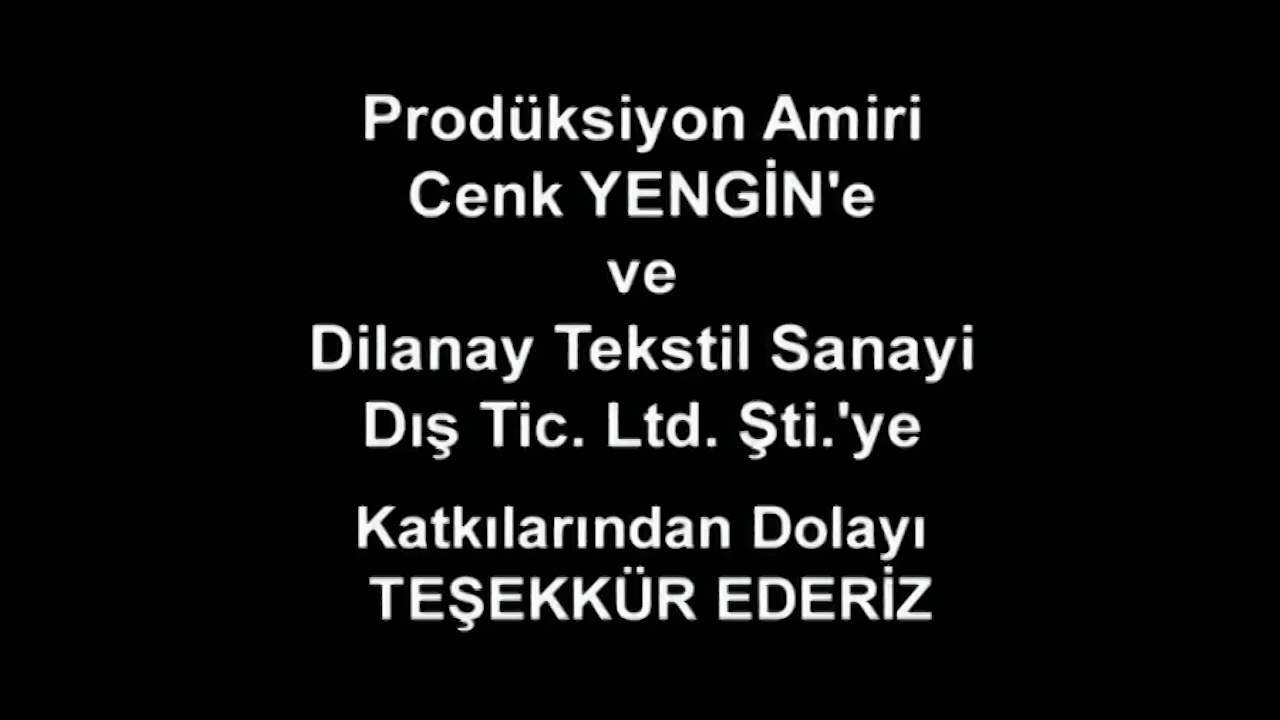 Prodüksiyon Amiri
Cenk YENGİN'e
ve
Dilanay Tekstil Sanayi
Dış Tic. Ltd. Şti.'ye
Katkılarından Dolayı
TEŞEKKÜR EDERİZ